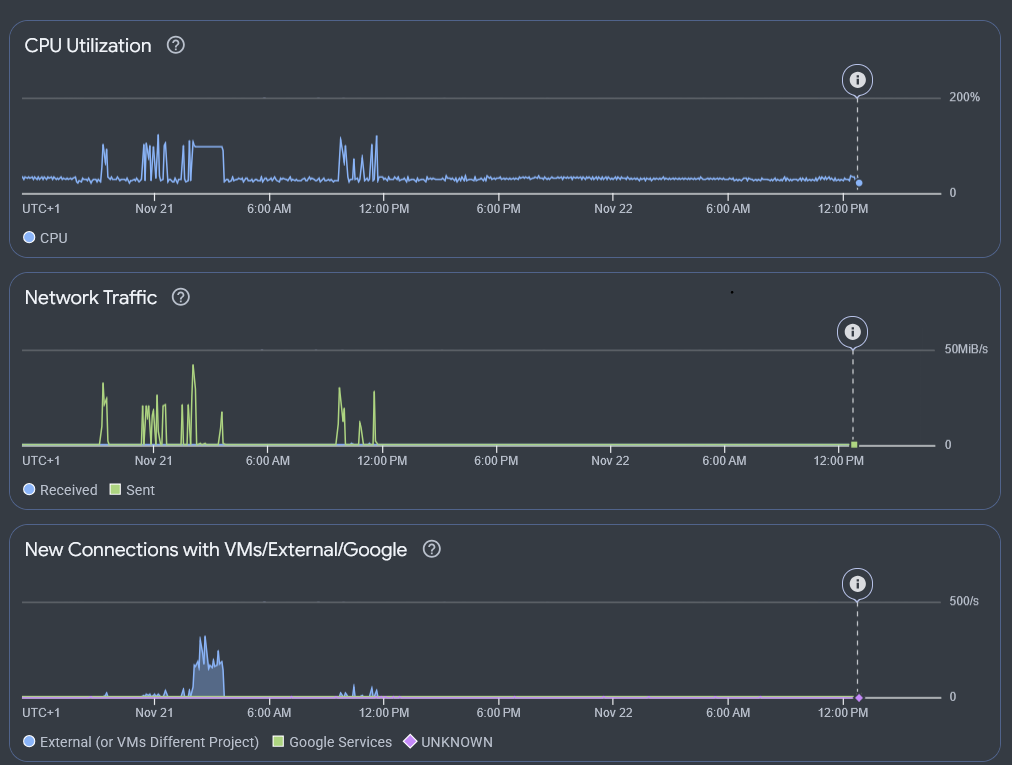 CPU Utilization ?
200%
0
UTC+1 Nov 21 6:00 AM 12:00 PM 6:00 PM Nov 22 6:00 AM 12:00 PM
CPU
Network Traffic ?
50MiB/s
0
UTC+1 Nov 21 6:00 AM 12:00 PM 6:00 PM Nov 22 6:00 AM 12:00 PM
Received Sent
New Connections with VMs/External/Google ?
500/s
0
UTC+1 Nov 21 6:00 AM 12:00 PM 6:00 PM Nov 22 6:00 AM 12:00 PM
External (or VMs Different Project) Google Services UNKNOWN